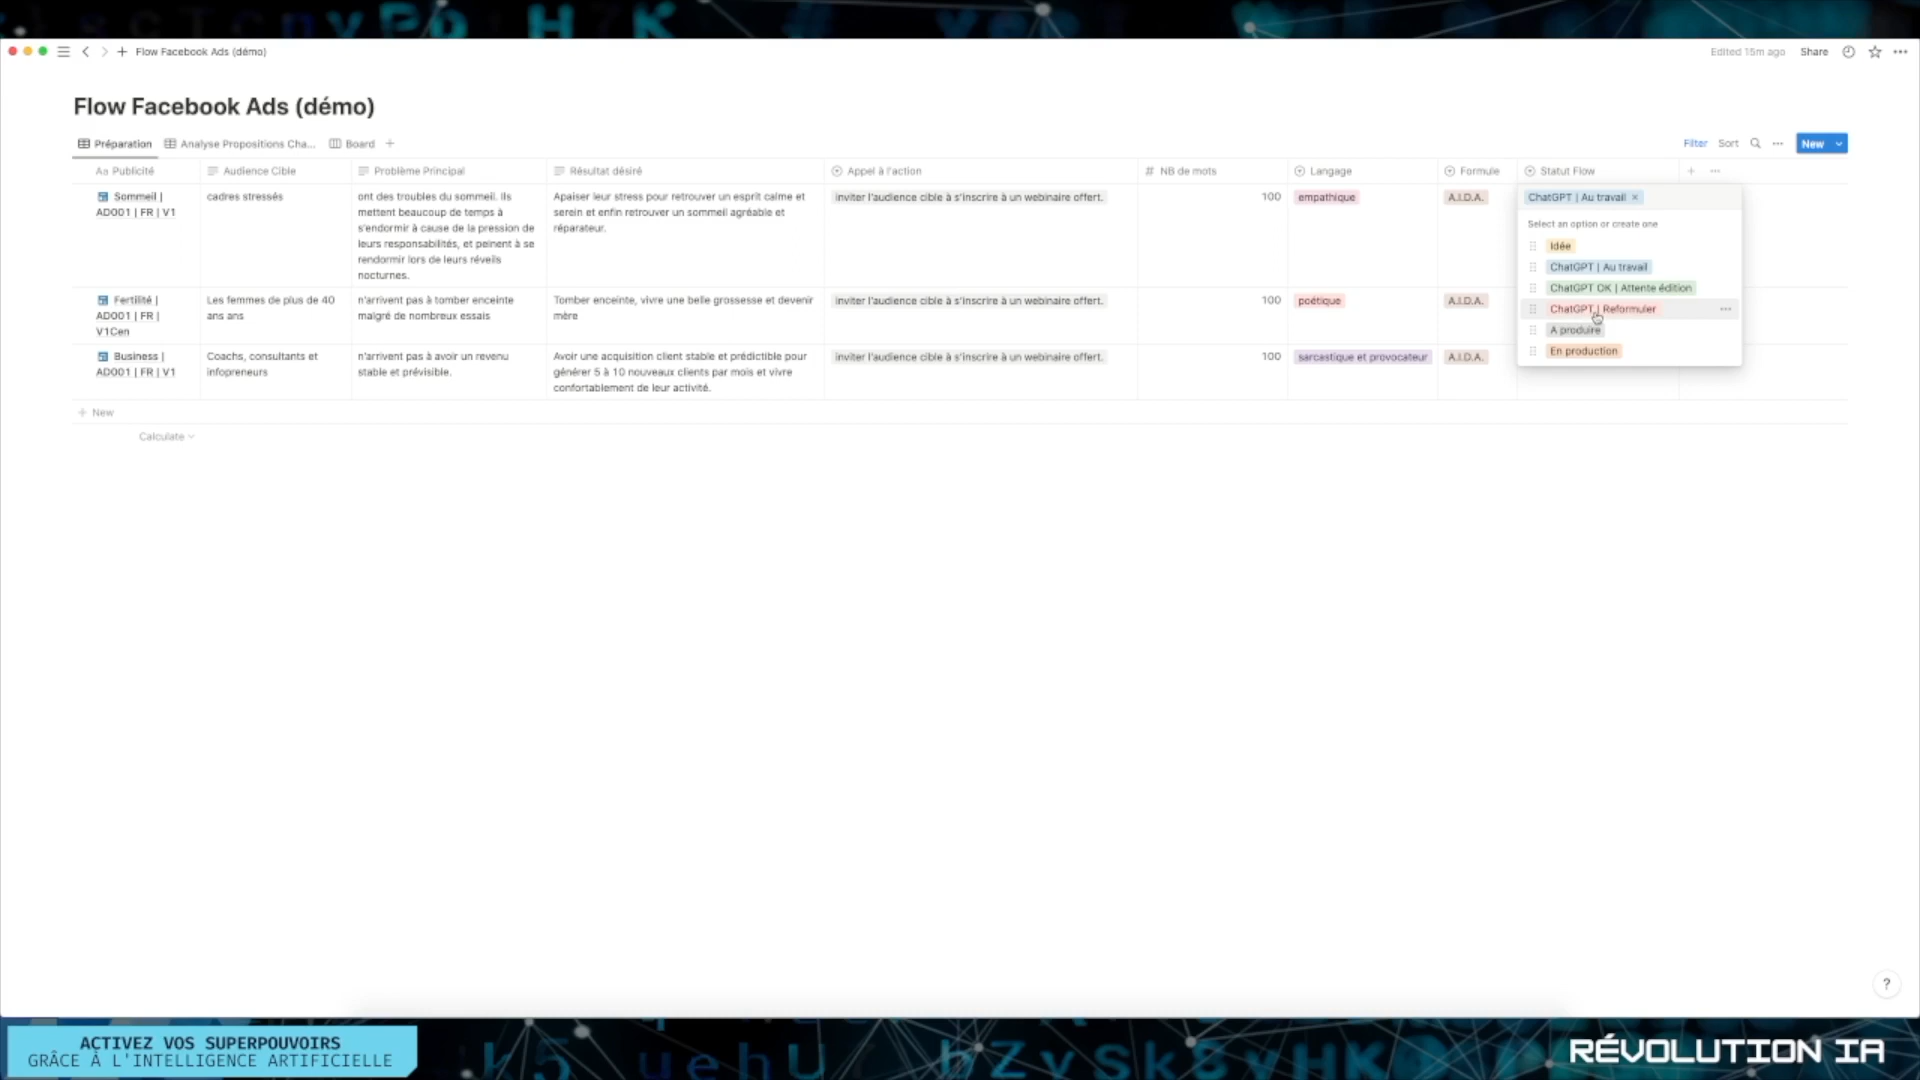 Flow Facebook Ads (démo)
Edited 15m ago
Share
Flow Facebook Ads (démo)
Préparation
Analyse Propositions Cha...
Board
Filter
Sort
New
Aa Publicité
Audience Cible
Problème Principal
Résultat désiré
Appel à l'action
# NB de mots
Langage
Formule
Statut Flow
Sommeil |
AD001 | FR | V1
cadres stressés
ont des troubles du sommeil. Ils
mettent beaucoup de temps à
s'endormir à cause de la pression de
leurs responsabilités, et peinent à se
rendormir lors de leurs réveils
nocturnes.
Apaiser leur stress pour retrouver un esprit calme et
serein et enfin retrouver un sommeil agréable et
réparateur.
inviter l'audience cible à s'inscrire à un webinaire offert.
100
empathique
A.I.D.A.
ChatGPT | Au travail ×
Select an option or create one
Idée
ChatGPT | Au travail
ChatGPT OK | Attente édition
ChatGPT | Reformuler
A produire
En production
Fertilité |
AD001 | FR |
V1Cen
Les femmes de plus de 40
ans ans
n'arrivent pas à tomber enceinte
malgré de nombreux essais
Tomber enceinte, vivre une belle grossesse et devenir
mère
inviter l'audience cible à s'inscrire à un webinaire offert.
100
poétique
A.I.D.A.
Business |
AD001 | FR | V1
Coachs, consultants et
infopreneurs
n'arrivent pas à avoir un revenu
stable et prévisible.
Avoir une acquisition client stable et prédictible pour
générer 5 à 10 nouveaux clients par mois et vivre
confortablement de leur activité.
inviter l'audience cible à s'inscrire à un webinaire offert.
100
sarcastique et provocateur
A.I.D.A.
+ New
Calculate
?
ACTIVEZ VOS SUPERPOUVOIRS
GRÂCE À L'INTELLIGENCE ARTIFICIELLE
RÉVOLUTION IA